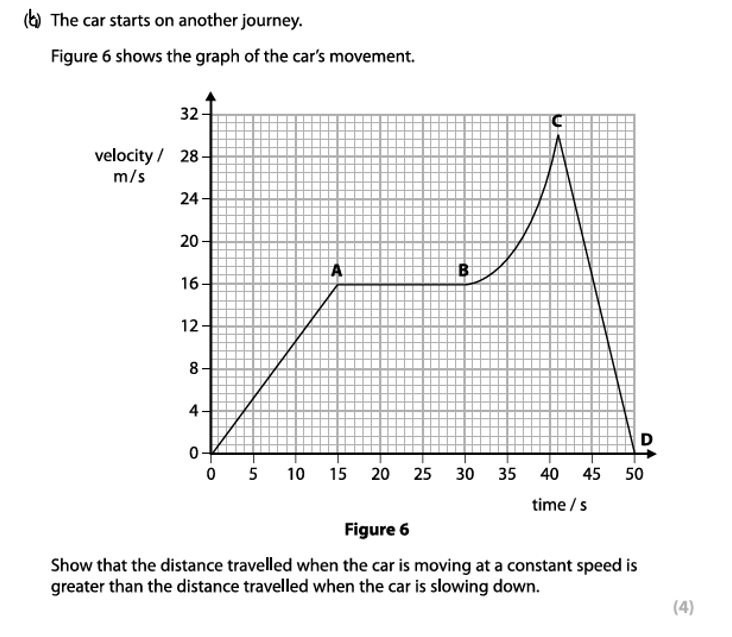 (b) The car starts on another journey.
Figure 6 shows the graph of the car's movement.
32
C
velocity / 28
m/s
24
20
A
B
16
12
8
4
D
0
0 5 10 15 20 25 30 35 40 45 50
time / s
Figure 6
Show that the distance travelled when the car is moving at a constant speed is
greater than the distance travelled when the car is slowing down.
(4)